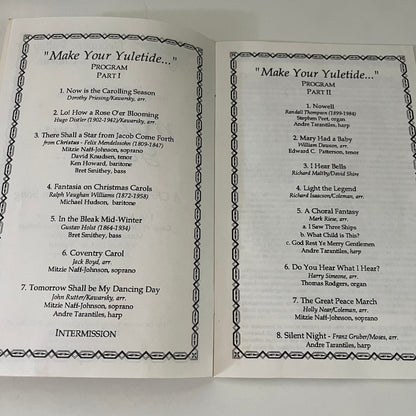 "Make Your Yuletide..."
PROGRAM
PART I
1. Now is the Carolling Season
Dorothy Priesing/Kawarsky, arr.
2. Lo! How a Rose O'er Blooming
Hugo Distler (1902-1942)/Kawarsky, arr.
3. There Shall a Star from Jacob Come Forth
from Christus - Felix Mendelssohn (1809-1847)
Mitzie Naff-Johnson, soprano
David Knudsen, tenor
Ken Howard, baritone
Bret Smithey, bass
4. Fantasia on Christmas Carols
Ralph Vaughan Williams (1872-1958)
Michael Hudson, baritone
5. In the Bleak Mid-Winter
Gustav Holst (1864-1934)
Bret Smithey, bass
6. Coventry Carol
Jack Boyd, arr.
Mitzie Naff-Johnson, soprano
7. Tomorrow Shall be My Dancing Day
John Rutter/Kawarsky, arr.
Mitzie Naff-Johnson, soprano
Andre Tarantiles, harp
INTERMISSION
"Make Your Yuletide..."
PROGRAM
PART II
1. Nowell
Randall Thompson (1899-1984)
Stephen Peet, organ
Andre Tarantiles, harp
2. Mary Had a Baby
William Dawson, arr.
Edward C. Patterson, tenor
3. I Hear Bells
Richard Maltby/David Shire
4. Light the Legend
Richard Isaacson/Coleman, arr.
5. A Choral Fantasy
Mark Riese, arr.
a. I Saw Three Ships
b. What Child is This?
c. God Rest Ye Merry Gentlemen
Andre Tarantiles, harp
6. Do You Hear What I Hear?
Harry Simeone, arr.
Thomas Rodgers, organ
7. The Great Peace March
Holly Near/Coleman, arr.
Mitzie Naff-Johnson, soprano
8. Silent Night - Franz Gruber/Moses, arr.
Andre Tarantiles, harp